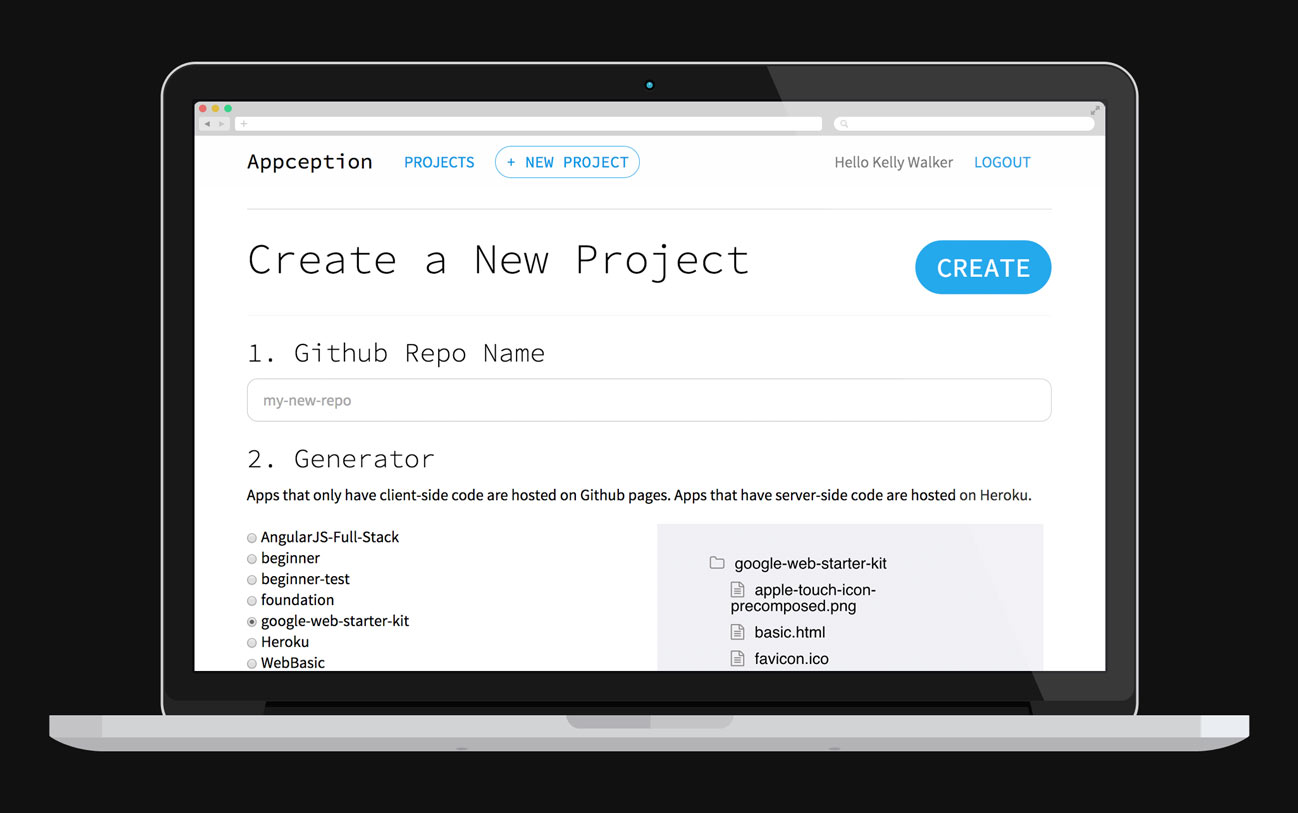 Appception PROJECTS + NEW PROJECT Hello Kelly Walker LOGOUT
Create a New Project CREATE
1. Github Repo Name
my-new-repo
2. Generator
Apps that only have client-side code are hosted on Github pages. Apps that have server-side code are hosted on Heroku.
AngularJS-Full-Stack
beginner
beginner-test
foundation
google-web-starter-kit
Heroku
WebBasic
google-web-starter-kit
apple-touch-icon-
precomposed.png
basic.html
favicon.ico